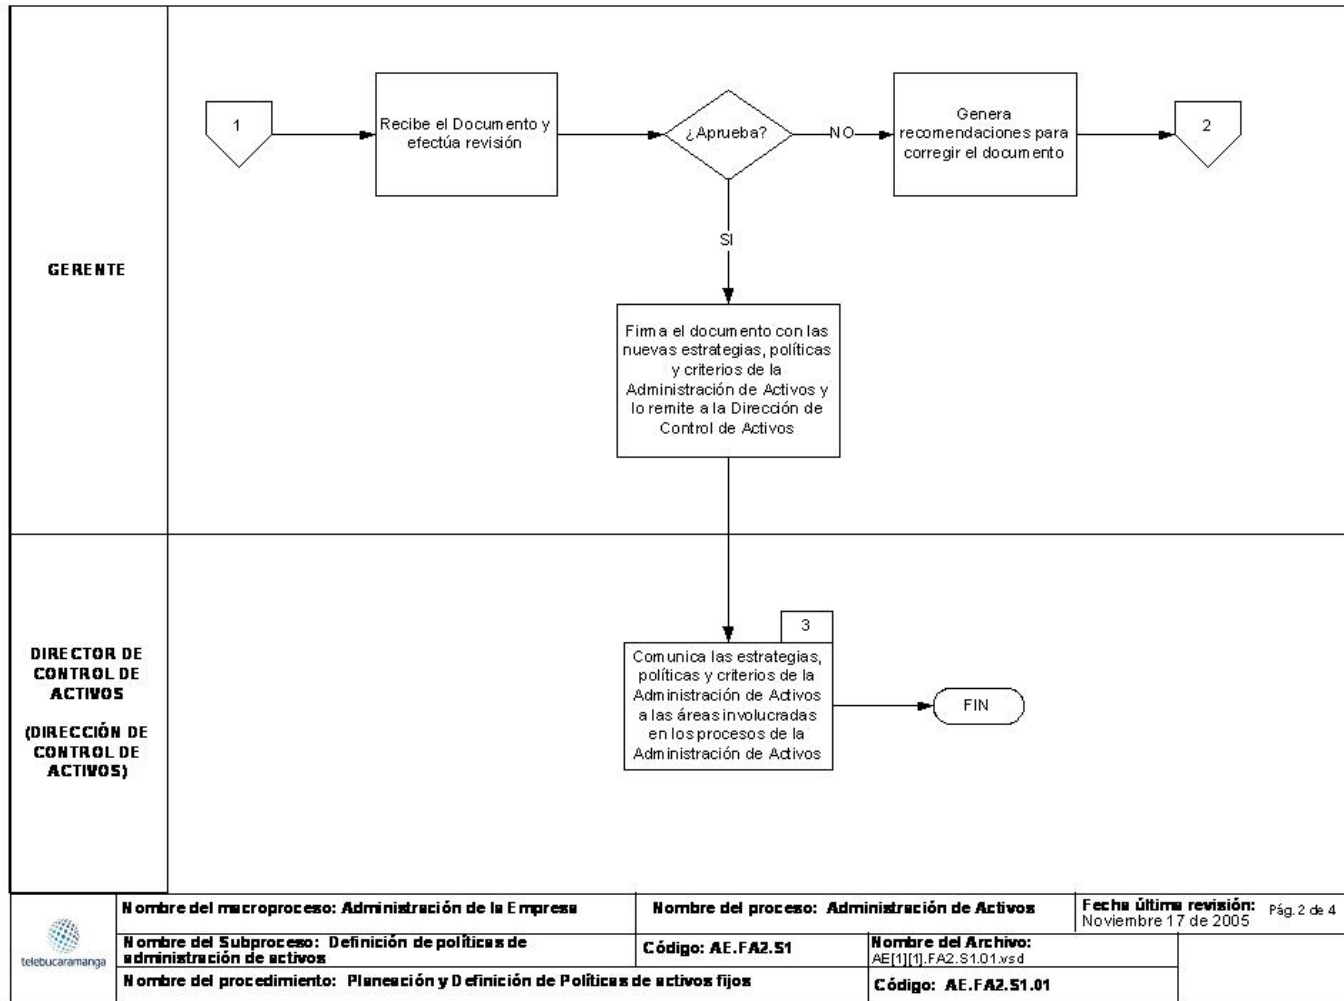 1
Recibe el Documento y
efectúa revisión
¿Aprueba?
NO
Genera
recomendaciones para
corregir el documento
2
SI
GERENTE
Firma el documento con las
nuevas estrategias, políticas
y criterios de la
Administración de Activos y
lo remite a la Dirección de
Control de Activos
3
DIRECTOR DE
CONTROL DE
ACTIVOS
(DIRECCIÓN DE
CONTROL DE
ACTIVOS)
Comunica las estrategias,
políticas y criterios de la
Administración de Activos
a las áreas involucradas
en los procesos de la
Administración de Activos
FIN
telebucaramanga
Nombre del macroproceso: Administración de la Empresa
Nombre del proceso: Administración de Activos
Fecha última revisión: Pág. 2 de 4
Noviembre 17 de 2005
Nombre del Subproceso: Definición de políticas de
administración de activos
Código: AE.FA2.S1
Nombre del Archivo:
AE[1][1].FA2.S1.01.vsd
Nombre del procedimiento: Planeación y Definición de Políticas de activos fijos
Código: AE.FA2.S1.01